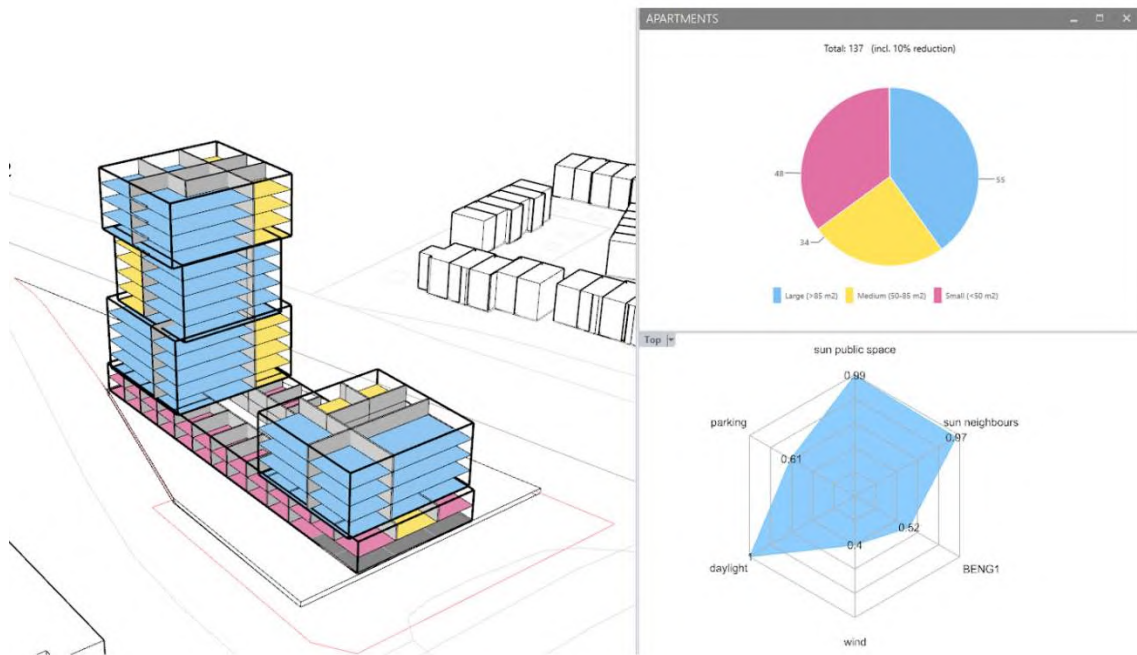 APARTMENTS
Total: 137 (incl. 10% reduction)
48
55
34
Large (>85 m2) Medium (50-85 m2) Small (<50 m2)
Top
sun public space
0.99
parking
sun neighbours
0.97
0.61
0.52
0.4
1
daylight
BENG1
wind